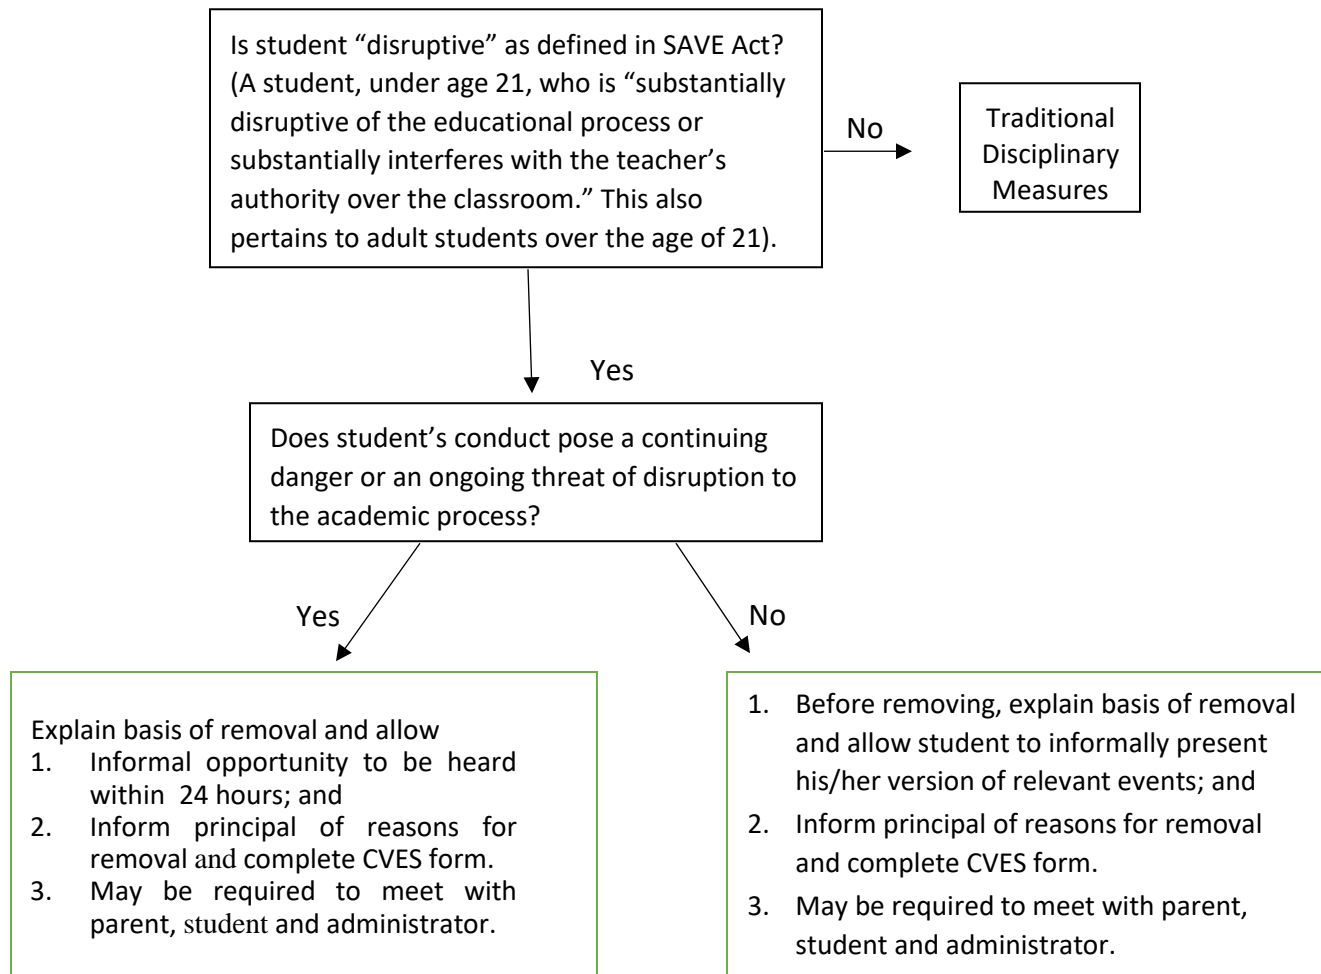 Is student “disruptive” as defined in SAVE Act?
(A student, under age 21, who is “substantially
disruptive of the educational process or
substantially interferes with the teacher’s
authority over the classroom.” This also
pertains to adult students over the age of 21).
No
Traditional
Disciplinary
Measures
Yes
Does student’s conduct pose a continuing
danger or an ongoing threat of disruption to
the academic process?
Yes
No
Explain basis of removal and allow
1. Informal opportunity to be heard
within 24 hours; and
2. Inform principal of reasons for
removal and complete CVES form.
3. May be required to meet with
parent, student and administrator.
1. Before removing, explain basis of removal
and allow student to informally present
his/her version of relevant events; and
2. Inform principal of reasons for removal
and complete CVES form.
3. May be required to meet with parent,
student and administrator.